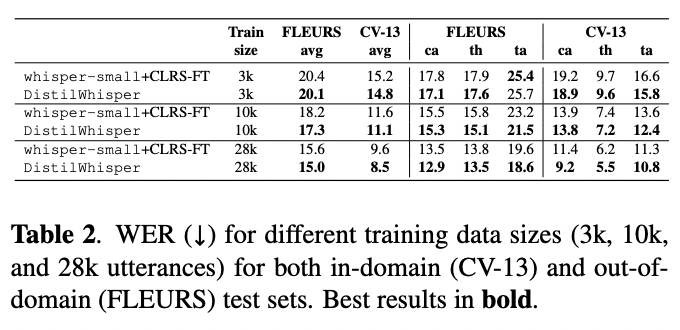 Train FLEURS CV-13 FLEURS CV-13
size avg avg ca th ta ca th ta
whisper-small+CLRS-FT 3k 20.4 15.2 17.8 17.9 25.4 19.2 9.7 16.6
DistilWhisper 3k 20.1 14.8 17.1 17.6 25.7 18.9 9.6 15.8
whisper-small+CLRS-FT 10k 18.2 11.6 15.5 15.8 23.2 13.9 7.4 13.6
DistilWhisper 10k 17.3 11.1 15.3 15.1 21.5 13.8 7.2 12.4
whisper-small+CLRS-FT 28k 15.6 9.6 13.5 13.8 19.6 11.4 6.2 11.3
DistilWhisper 28k 15.0 8.5 12.9 13.5 18.6 9.2 5.5 10.8
Table 2. WER (↓) for different training data sizes (3k, 10k,
and 28k utterances) for both in-domain (CV-13) and out-of-
domain (FLEURS) test sets. Best results in bold.